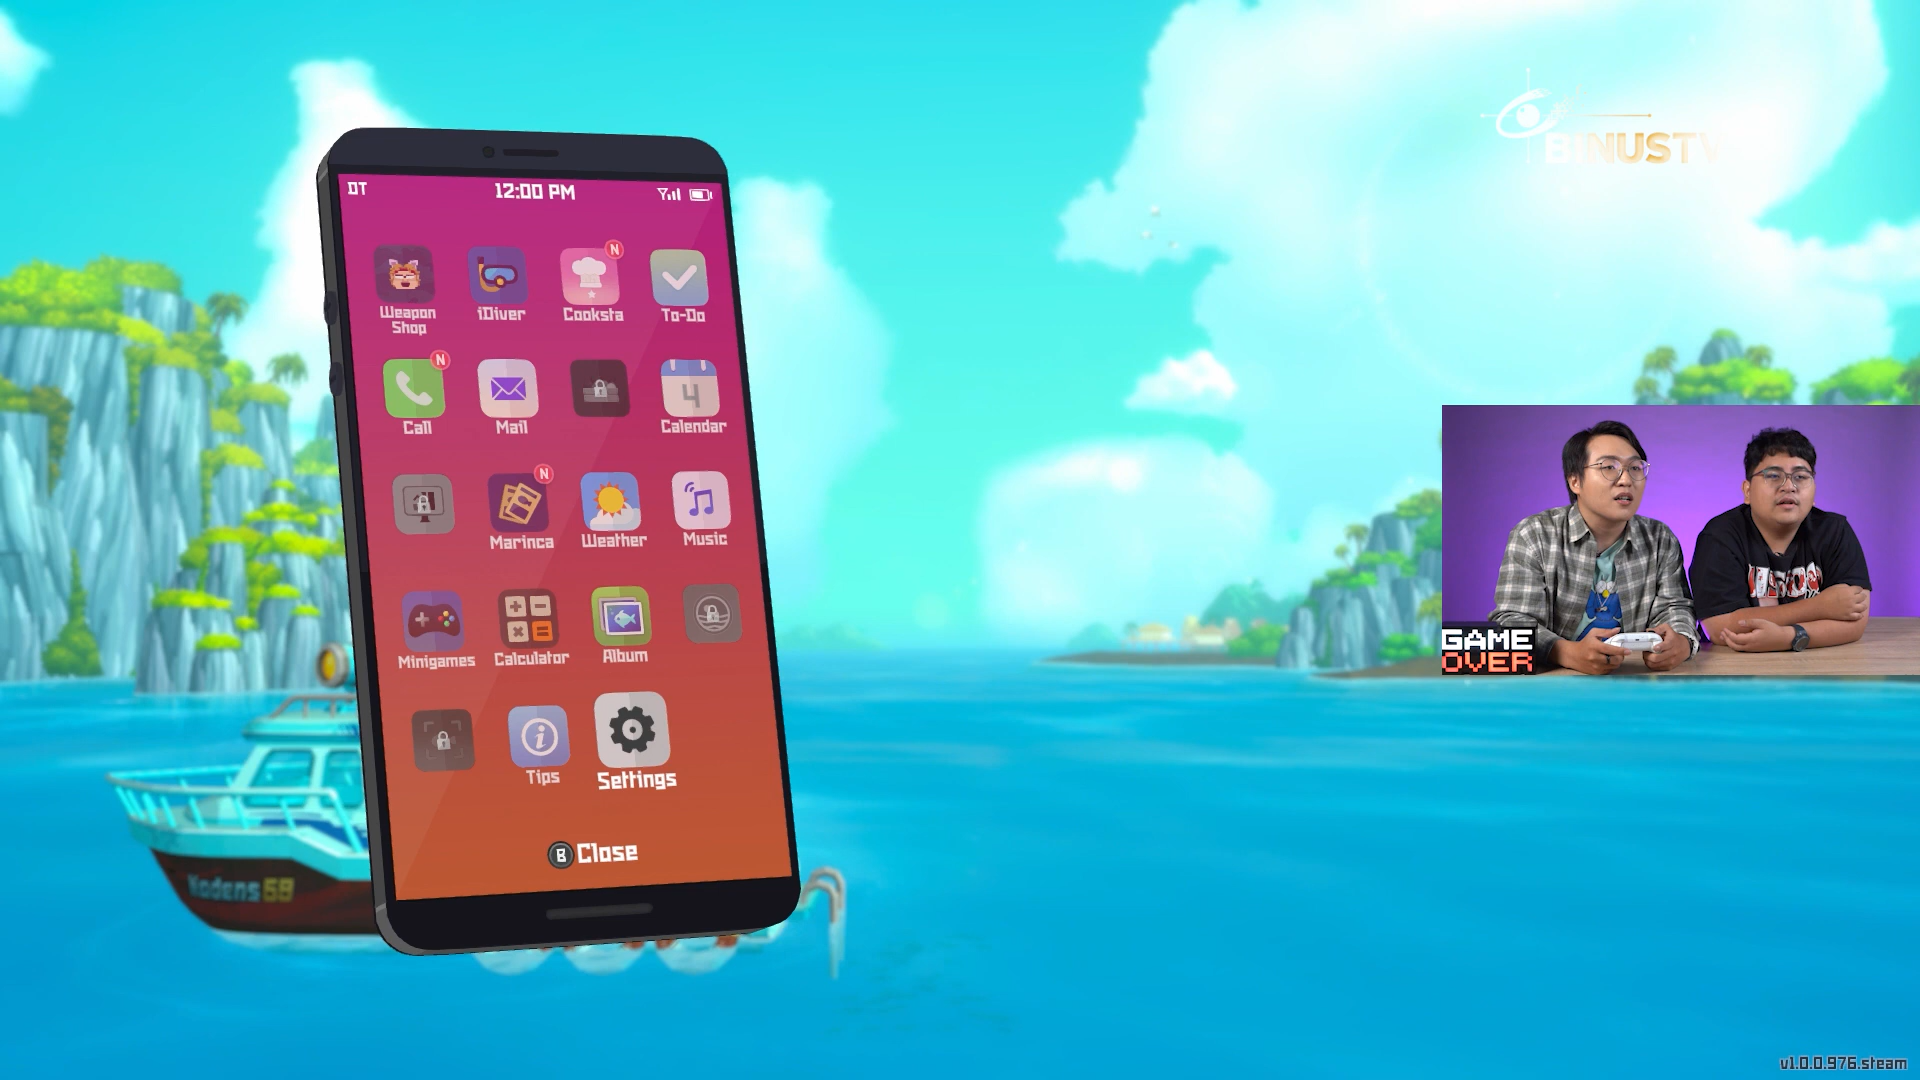 BINUSTV
DT
12:00 PM
Weapon
Shop
iDiver
N
Cooksta
To-Do
N
Call
Mail
4
Calendar
N
Marinca
Weather
Music
Minigames
Calculator
Album
Tips
Settings
B Close
GAME
OVER
v1.0.0.976.steam